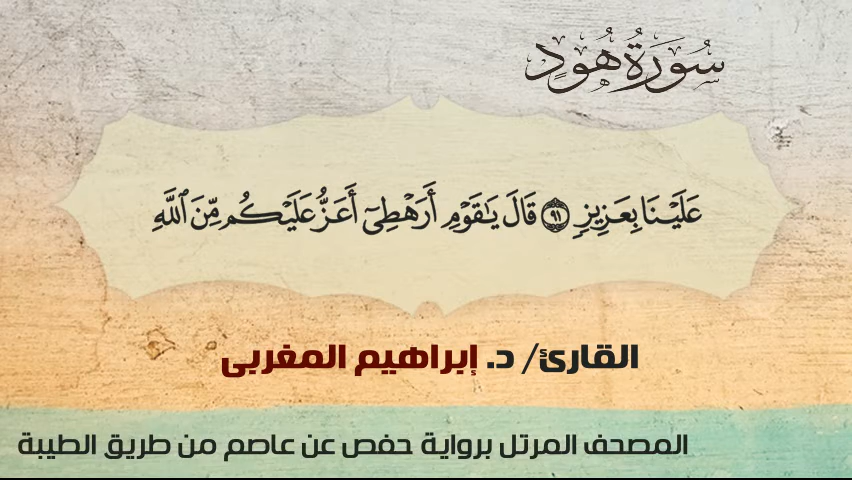 سُورَةُ هُودٍ
عَلَيْنَا بِعَزِيزٍ ٩١ قَالَ يَـٰقَوْمِ أَرَهْطِىٓ أَعَزُّ عَلَيْكُم مِّنَ ٱللَّهِ
القارئ/ د. إبراهيم المغربى
المصحف المرتل برواية حفص عن عاصم من طريق الطيبة